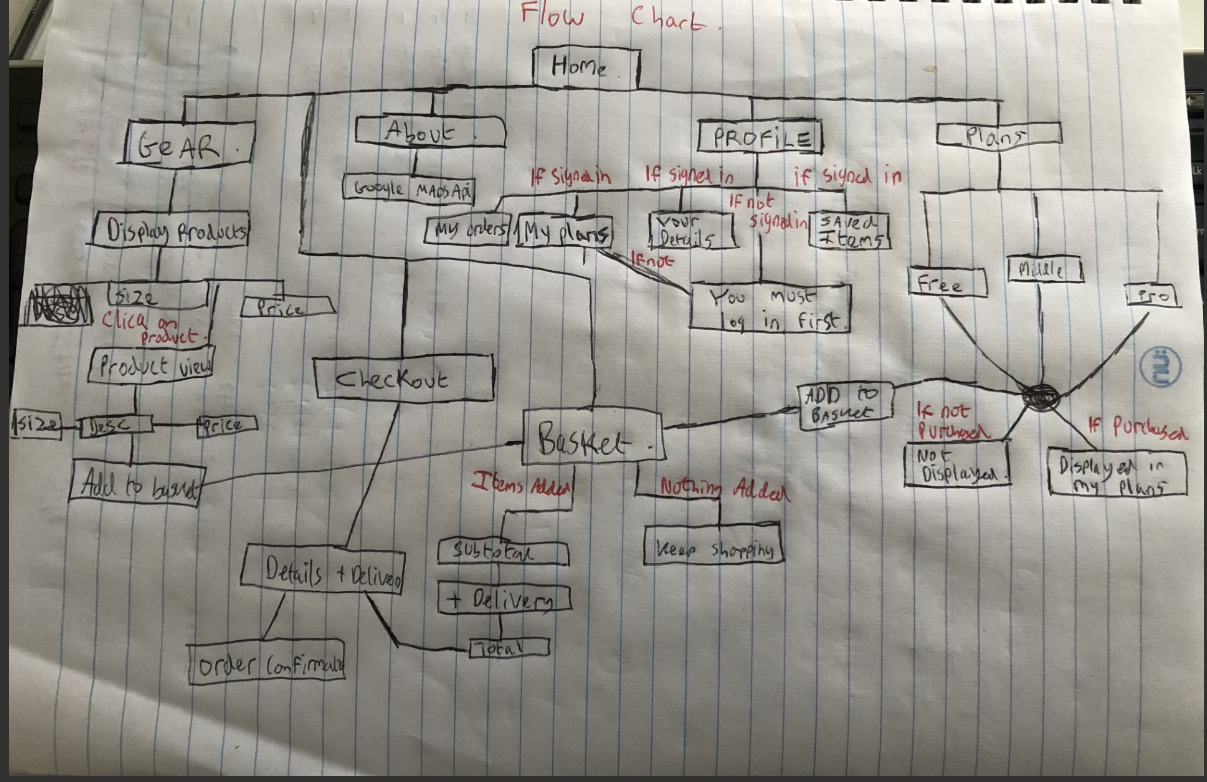 Flow Chart.
Home.
GeAR.
About.
PROFiLE
Plans
Google MApsApi
If Signed in
If signed in
if signed in
If not
signed in
My orders
My plans
Your
Details
SAved
Items
Display Products
If not
Free
Middle
Pro
Size
Price
Click on
product.
You must
Log in First
Product view
Checkout
ADD to
BASket
Size
Desc
Price
Basket.
If not
Purchased
If Purchased
Add to basket
Not
Displayed.
Displayed in
my plans
Items Added
Nothing Added
Subtotal
Keep shopping
Details + Delivery
+ Delivery
Total
Order Confirmatio
nu: